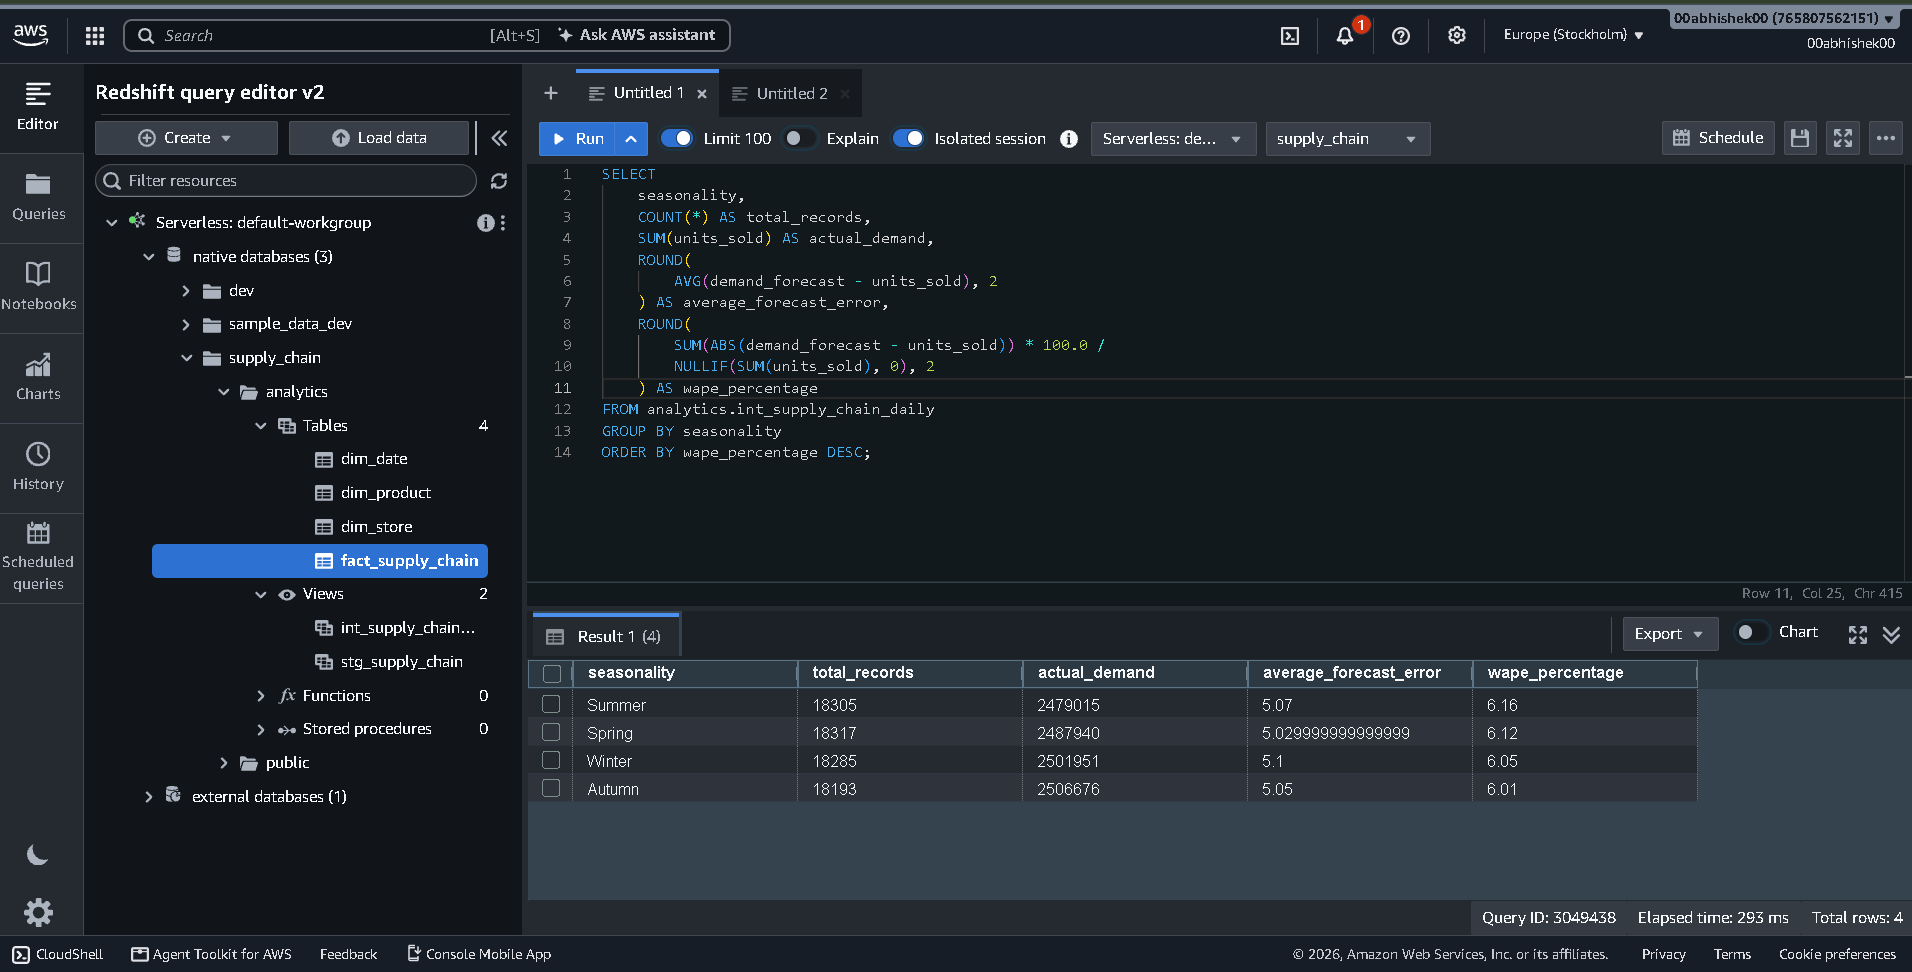 aws
Search [Alt+S] Ask AWS assistant
1
Europe (Stockholm)
00abhishek00 (765807562151)
00abhishek00
Editor
Queries
Notebooks
Charts
History
Scheduled
queries
Redshift query editor v2
Create
Load data
Filter resources
Serverless: default-workgroup
native databases (3)
dev
sample_data_dev
supply_chain
analytics
Tables 4
dim_date
dim_product
dim_store
fact_supply_chain
Views 2
int_supply_chain...
stg_supply_chain
fx Functions 0
Stored procedures 0
public
external databases (1)
Untitled 1
Untitled 2
Run
Limit 100
Explain
Isolated session
Serverless: de...
supply_chain
Schedule
1 SELECT
2 seasonality,
3 COUNT(*) AS total_records,
4 SUM(units_sold) AS actual_demand,
5 ROUND(
6 AVG(demand_forecast - units_sold), 2
7 ) AS average_forecast_error,
8 ROUND(
9 SUM(ABS(demand_forecast - units_sold)) * 100.0 /
10 NULLIF(SUM(units_sold), 0), 2
11 ) AS wape_percentage
12 FROM analytics.int_supply_chain_daily
13 GROUP BY seasonality
14 ORDER BY wape_percentage DESC;
Row 11, Col 25, Chr 415
Result 1 (4)
Export
Chart
seasonality total_records actual_demand average_forecast_error wape_percentage
Summer 18305 2479015 5.07 6.16
Spring 18317 2487940 5.029999999999999 6.12
Winter 18285 2501951 5.1 6.05
Autumn 18193 2506676 5.05 6.01
Query ID: 3049438 Elapsed time: 293 ms Total rows: 4
CloudShell Agent Toolkit for AWS Feedback Console Mobile App
© 2026, Amazon Web Services, Inc. or its affiliates. Privacy Terms Cookie preferences